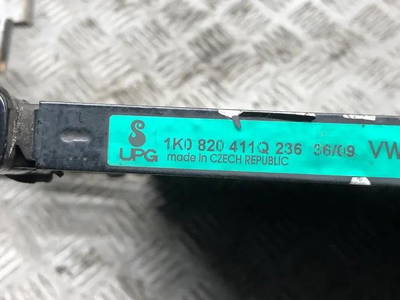 UPG
1K0 820 411Q 236 36/09 VW
made in CZECH REPUBLIC